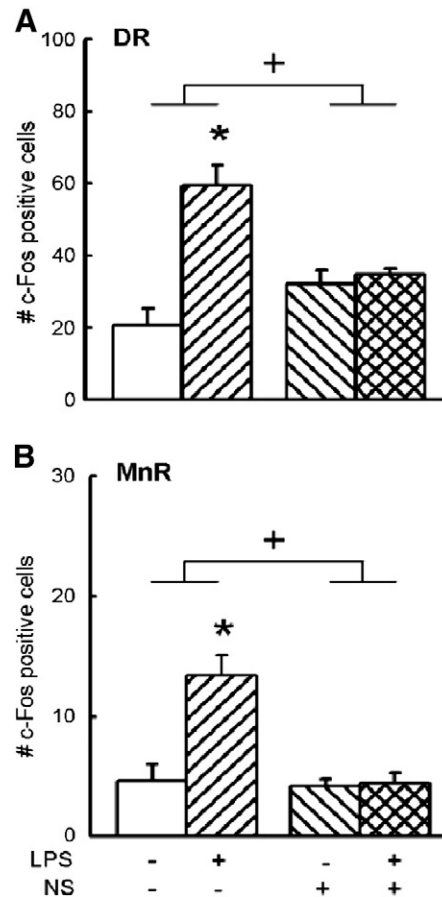 A DR
100
80
60
40
20
0
# c-Fos positive cells
+
*
B MnR
30
20
10
0
# c-Fos positive cells
+
*
LPS - + - +
NS - - + +